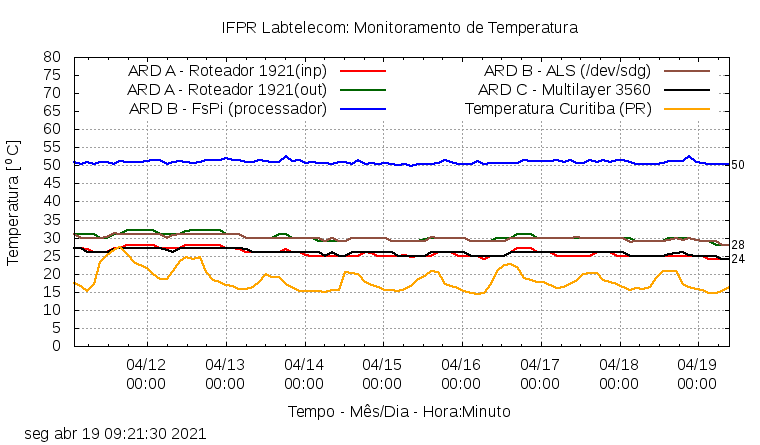 IFPR Labtelecom: Monitoramento de Temperatura
Temperatura [ºC]
80
75
70
65
60
55
50
45
40
35
30
25
20
15
10
5
0
ARD A - Roteador 1921(inp)
ARD A - Roteador 1921(out)
ARD B - FsPi (processador)
ARD B - ALS (/dev/sdg)
ARD C - Multilayer 3560
Temperatura Curitiba (PR)
50
28
24
04/12 04/13 04/14 04/15 04/16 04/17 04/18 04/19
00:00 00:00 00:00 00:00 00:00 00:00 00:00 00:00
Tempo - Mês/Dia - Hora:Minuto
seg abr 19 09:21:30 2021